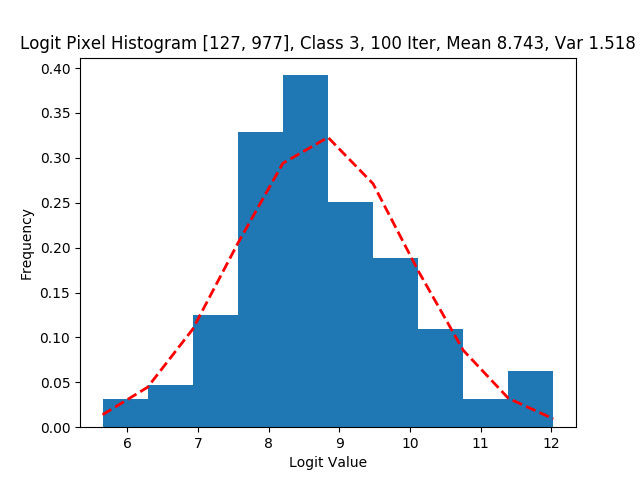 Logit Pixel Histogram [127, 977], Class 3, 100 Iter, Mean 8.743, Var 1.518
0.40
0.35
0.30
0.25
0.20
0.15
0.10
0.05
0.00
Frequency
6 7 8 9 10 11 12
Logit Value